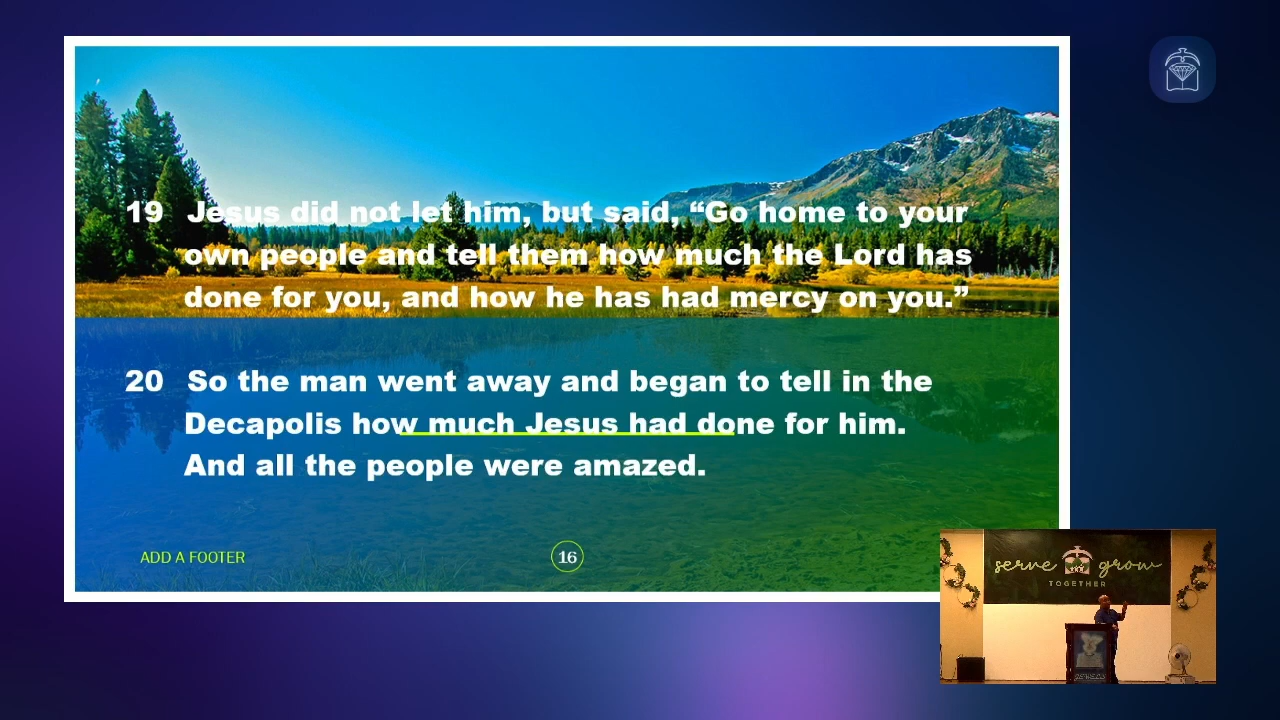 19 Jesus did not let him, but said, “Go home to your
own people and tell them how much the Lord has
done for you, and how he has had mercy on you.”
20 So the man went away and began to tell in the
Decapolis how much Jesus had done for him.
And all the people were amazed.
ADD A FOOTER
16
serve grow
TOGETHER